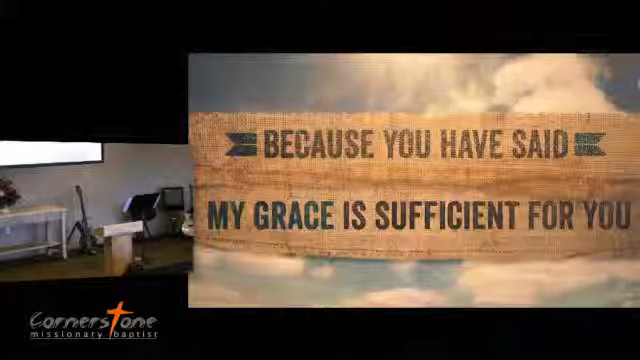 BECAUSE YOU HAVE SAID
MY GRACE IS SUFFICIENT FOR YOU
Cornerstone
missionary baptist